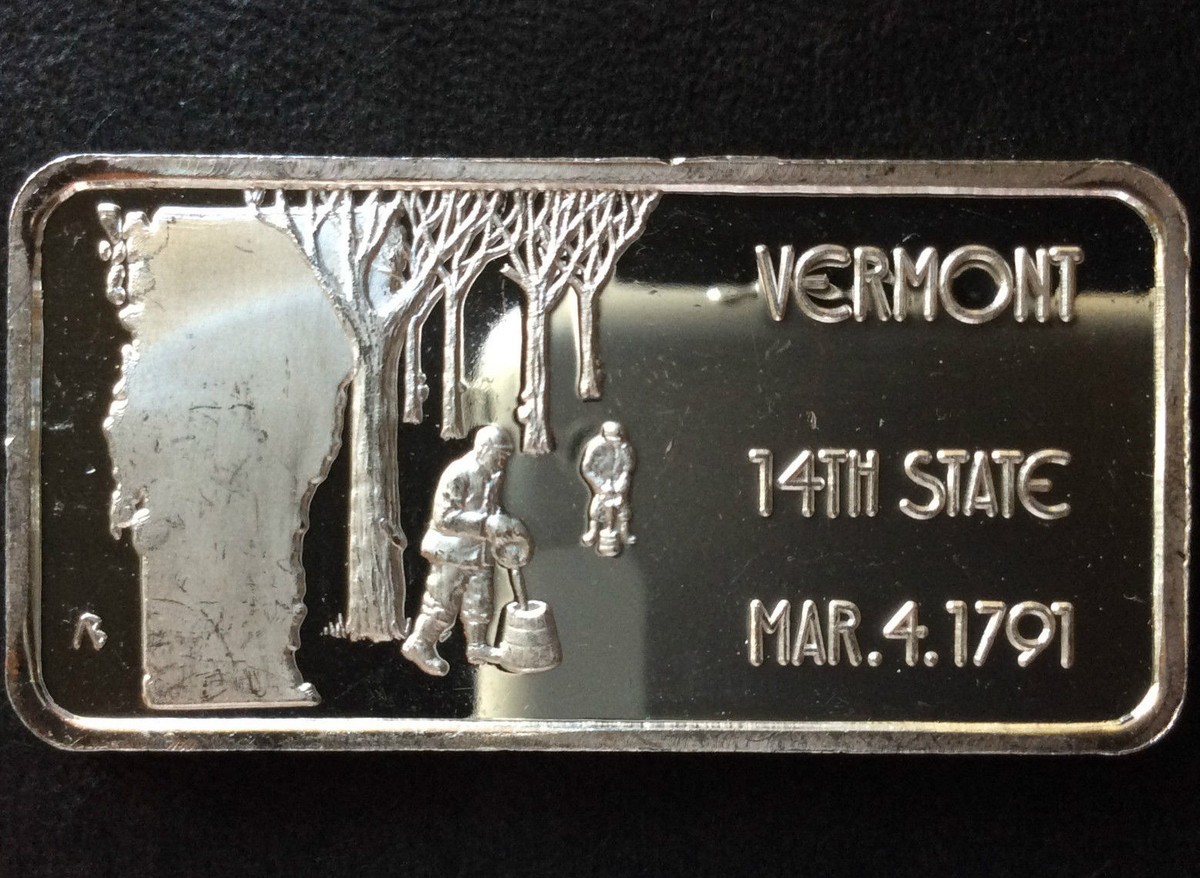 VERMONT
14TH STATE
MAR.4.1791